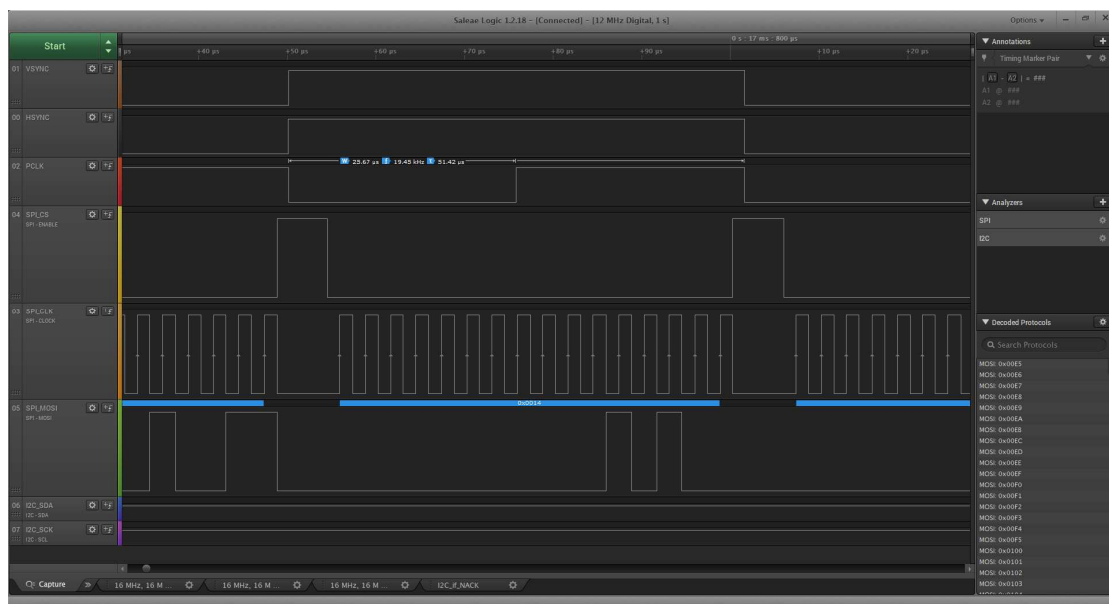 Saleae Logic 1.2.18 - [Connected] - [12 MHz Digital, 1 s]
Options
Start
0 s : 17 ms : 800 µs
µs +40 µs +50 µs +60 µs +70 µs +80 µs +90 µs +10 µs +20 µs
01 VSYNC
00 HSYNC
02 PCLK
W 25.67 µs f 19.45 kHz T 51.42 µs
04 SPI_CS
SPI - ENABLE
03 SPI_CLK
SPI - CLOCK
05 SPI_MOSI
SPI - MOSI
0x0014
06 I2C_SDA
I2C - SDA
07 I2C_SCK
I2C - SCL
Annotations
Timing Marker Pair
| A1 - A2 | = ###
A1 @ ###
A2 @ ###
Analyzers
SPI
I2C
Decoded Protocols
Search Protocols
MOSI: 0x00E5
MOSI: 0x00E6
MOSI: 0x00E7
MOSI: 0x00E8
MOSI: 0x00E9
MOSI: 0x00EA
MOSI: 0x00EB
MOSI: 0x00EC
MOSI: 0x00ED
MOSI: 0x00EE
MOSI: 0x00EF
MOSI: 0x00F0
MOSI: 0x00F1
MOSI: 0x00F2
MOSI: 0x00F3
MOSI: 0x00F4
MOSI: 0x00F5
MOSI: 0x0100
MOSI: 0x0101
MOSI: 0x0102
MOSI: 0x0103
Capture 16 MHz, 16 M ... 16 MHz, 16 M ... 16 MHz, 16 M ... I2C_if_NACK